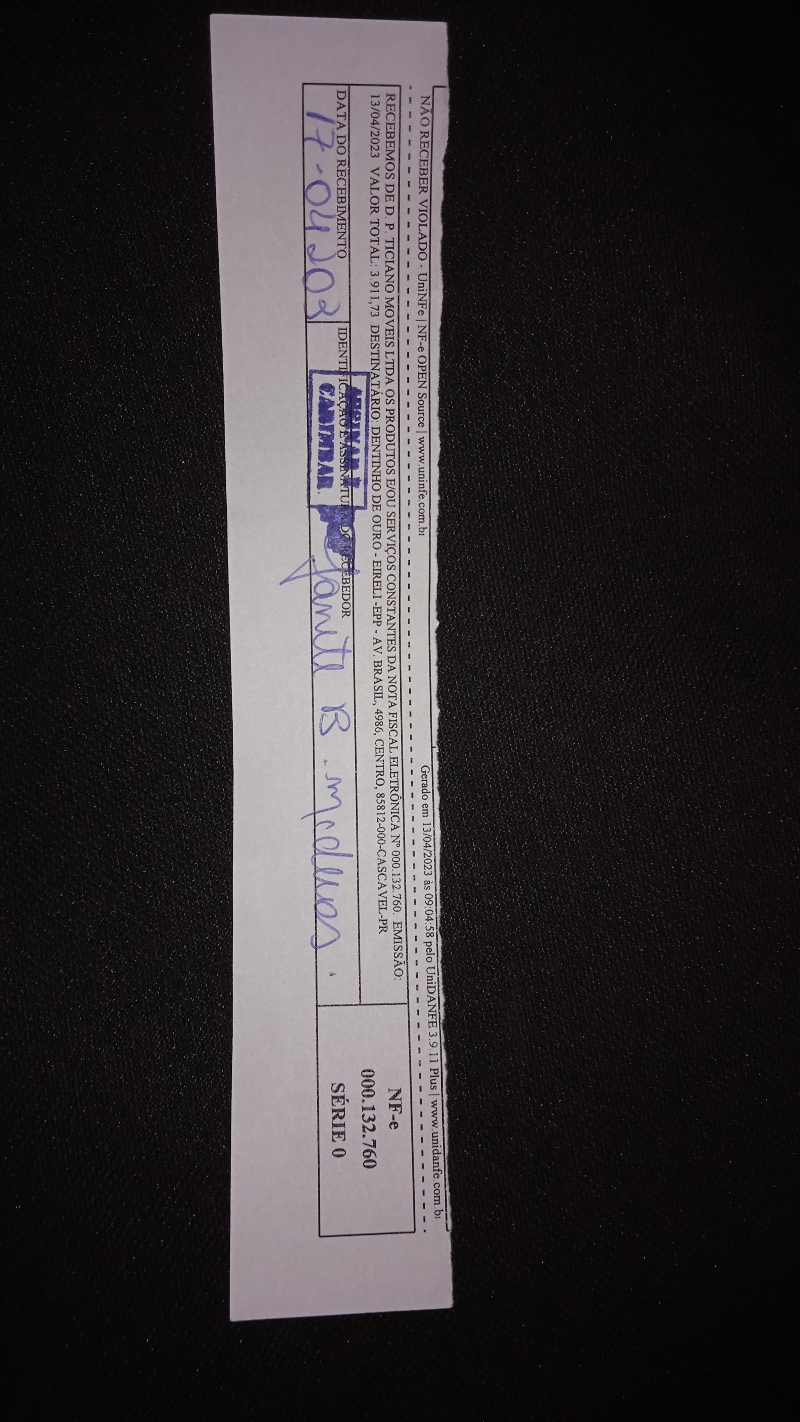 NÃO RECEBER VIOLADO - UniNFe | NF-e OPEN Source | www.uninfe.com.br Gerado em 13/04/2023 às 09:04:58 pelo UniDANFE 3.9.11 Plus | www.unidanfe.com.br
RECEBEMOS DE D. P. TICIANO MOVEIS LTDA OS PRODUTOS E/OU SERVIÇOS CONSTANTES DA NOTA FISCAL ELETRÔNICA Nº 000.132.760. EMISSÃO:
13/04/2023 VALOR TOTAL: 3.911,73 DESTINATÁRIO: DENTINHO DE OURO - EIRELI -EPP - AV. BRASIL, 4986, CENTRO, 85812-000-CASCAVEL-PR
DATA DO RECEBIMENTO
17-04-202
IDENTIFICAÇÃO E ASSINATURA DO RECEBEDOR
ASSINAR E
CARIMBAR
B.
NF-e
000.132.760
SÉRIE 0